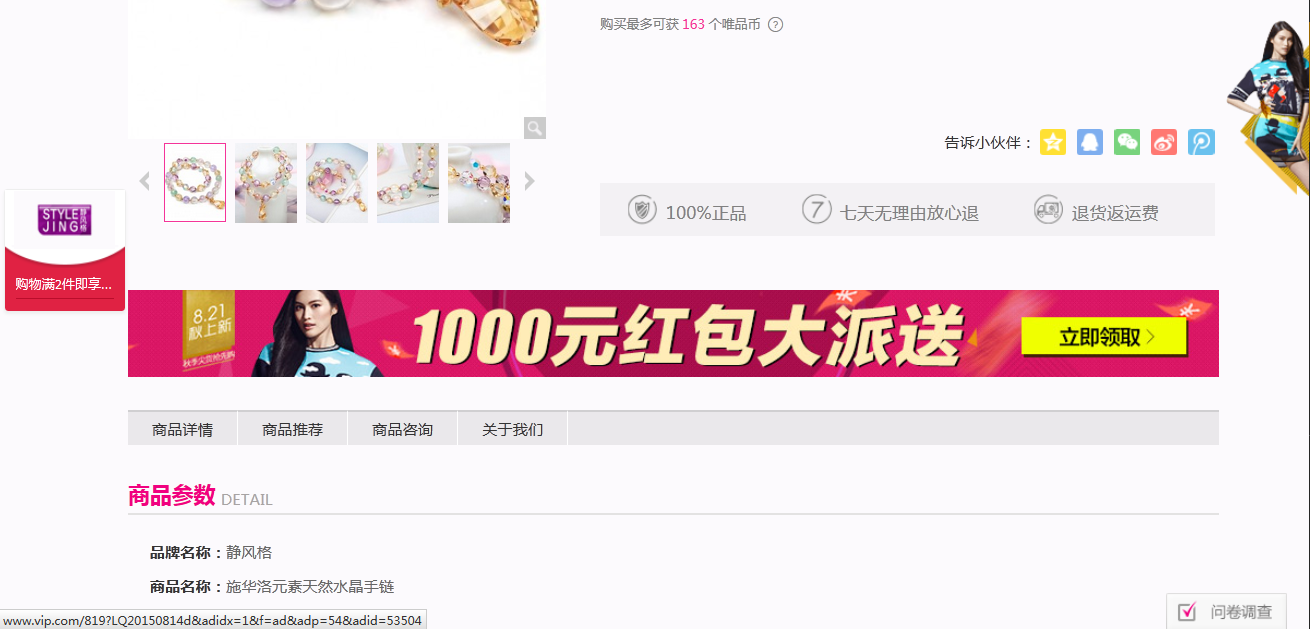 购买最多可获 163 个唯品币 ?
告诉小伙伴：
100%正品
7 七天无理由放心退
退货返运费
STYLE
JING
静风格
购物满2件即享...
8.21
秋上新
秋季尖货抢先购
1000元红包大派送
立即领取 >
商品详情
商品推荐
商品咨询
关于我们
商品参数 DETAIL
品牌名称：静风格
商品名称：施华洛元素天然水晶手链
问卷调查
www.vip.com/819?LQ20150814d&adidx=1&f=ad&adp=54&adid=53504